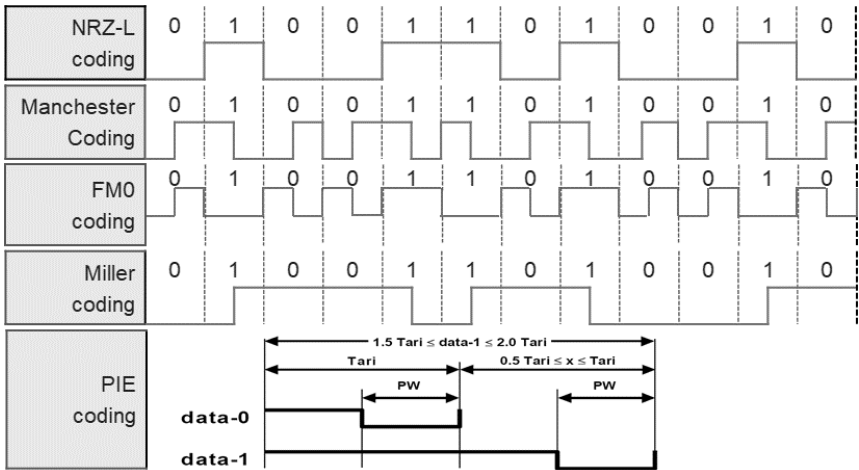 NRZ-L coding
0 1 0 0 1 1 0 1 0 0 1 0
Manchester Coding
0 1 0 0 1 1 0 1 0 0 1 0
FM0 coding
0 1 0 0 1 1 0 1 0 0 1 0
Miller coding
0 1 0 0 1 1 0 1 0 0 1 0
PIE coding
1.5 Tari ≤ data-1 ≤ 2.0 Tari
Tari
0.5 Tari ≤ x ≤ Tari
PW
PW
data-0
data-1